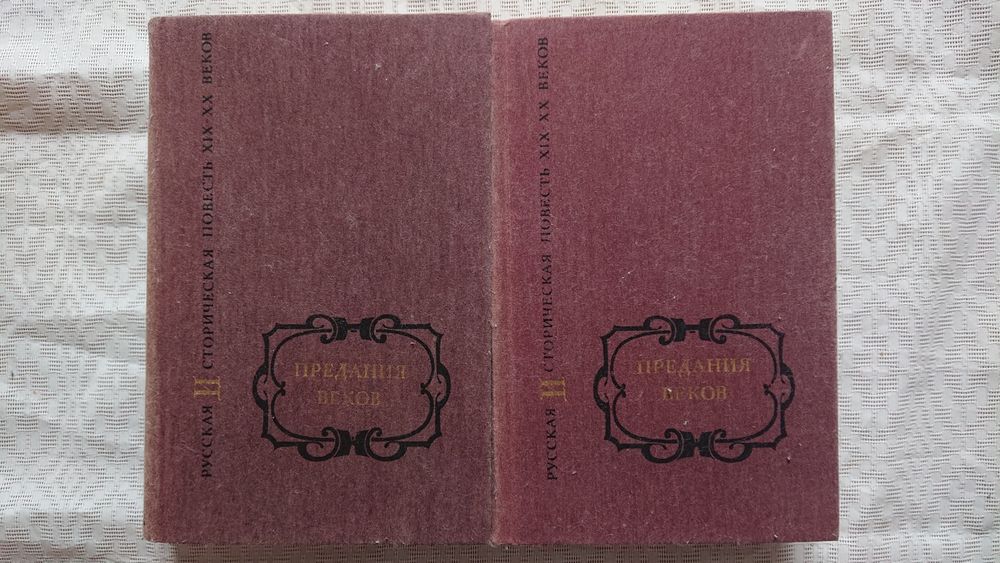 РУССКАЯ ИСТОРИЧЕСКАЯ ПОВЕСТЬ XIX XX ВЕКОВ
ПРЕДАНИЯ
ВЕКОВ
РУССКАЯ ИСТОРИЧЕСКАЯ ПОВЕСТЬ XIX XX ВЕКОВ
ПРЕДАНИЯ
ВЕКОВ